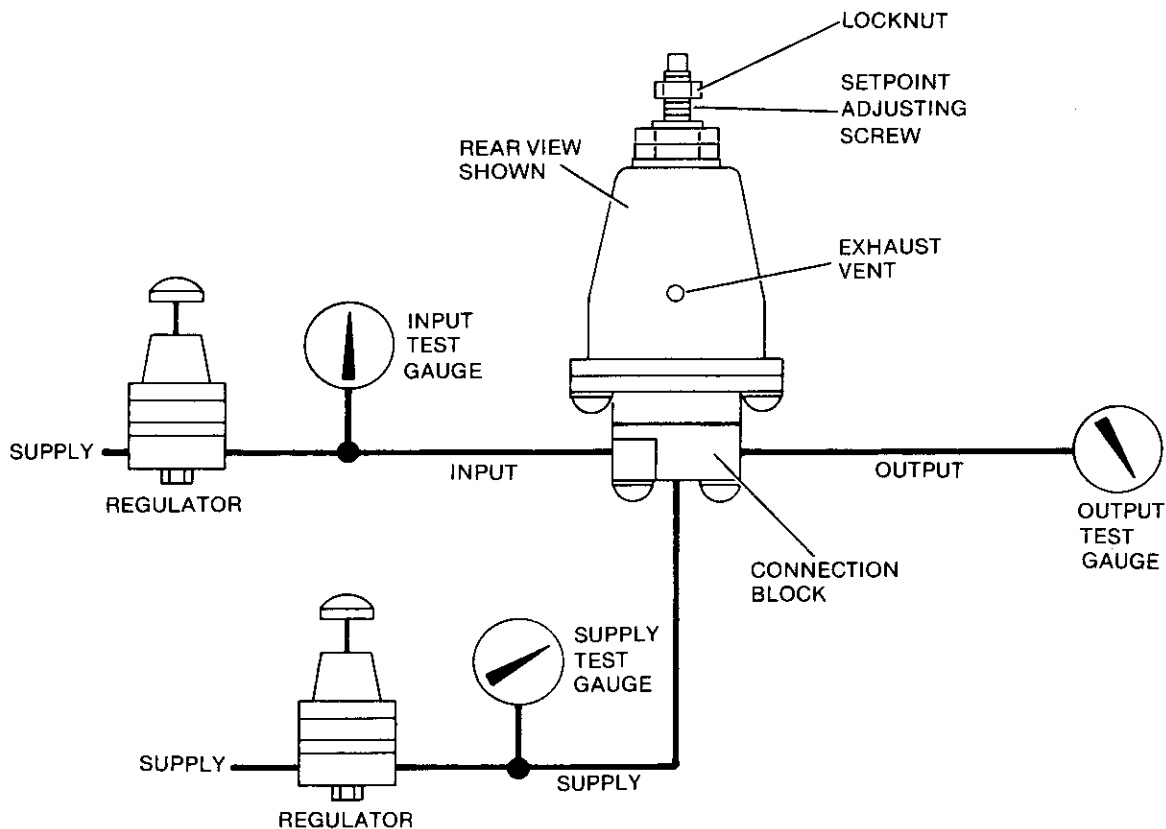 LOCKNUT
SETPOINT
ADJUSTING
SCREW
REAR VIEW
SHOWN
EXHAUST
VENT
INPUT
TEST
GAUGE
SUPPLY
REGULATOR
INPUT
OUTPUT
OUTPUT
TEST
GAUGE
CONNECTION
BLOCK
SUPPLY
TEST
GAUGE
SUPPLY
SUPPLY
REGULATOR